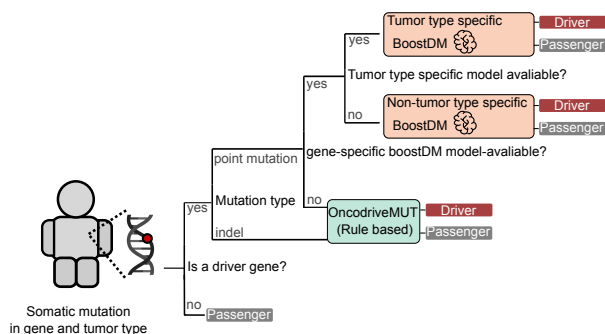 Tumor type specific
BoostDM
Driver
Passenger
yes
Tumor type specific model avaliable?
yes
no
Non-tumor type specific
BoostDM
Driver
Passenger
point mutation
gene-specific boostDM model-avaliable?
yes
Mutation type
no
OncodriveMUT
(Rule based)
Driver
Passenger
indel
Is a driver gene?
no
Passenger
Somatic mutation
in gene and tumor type